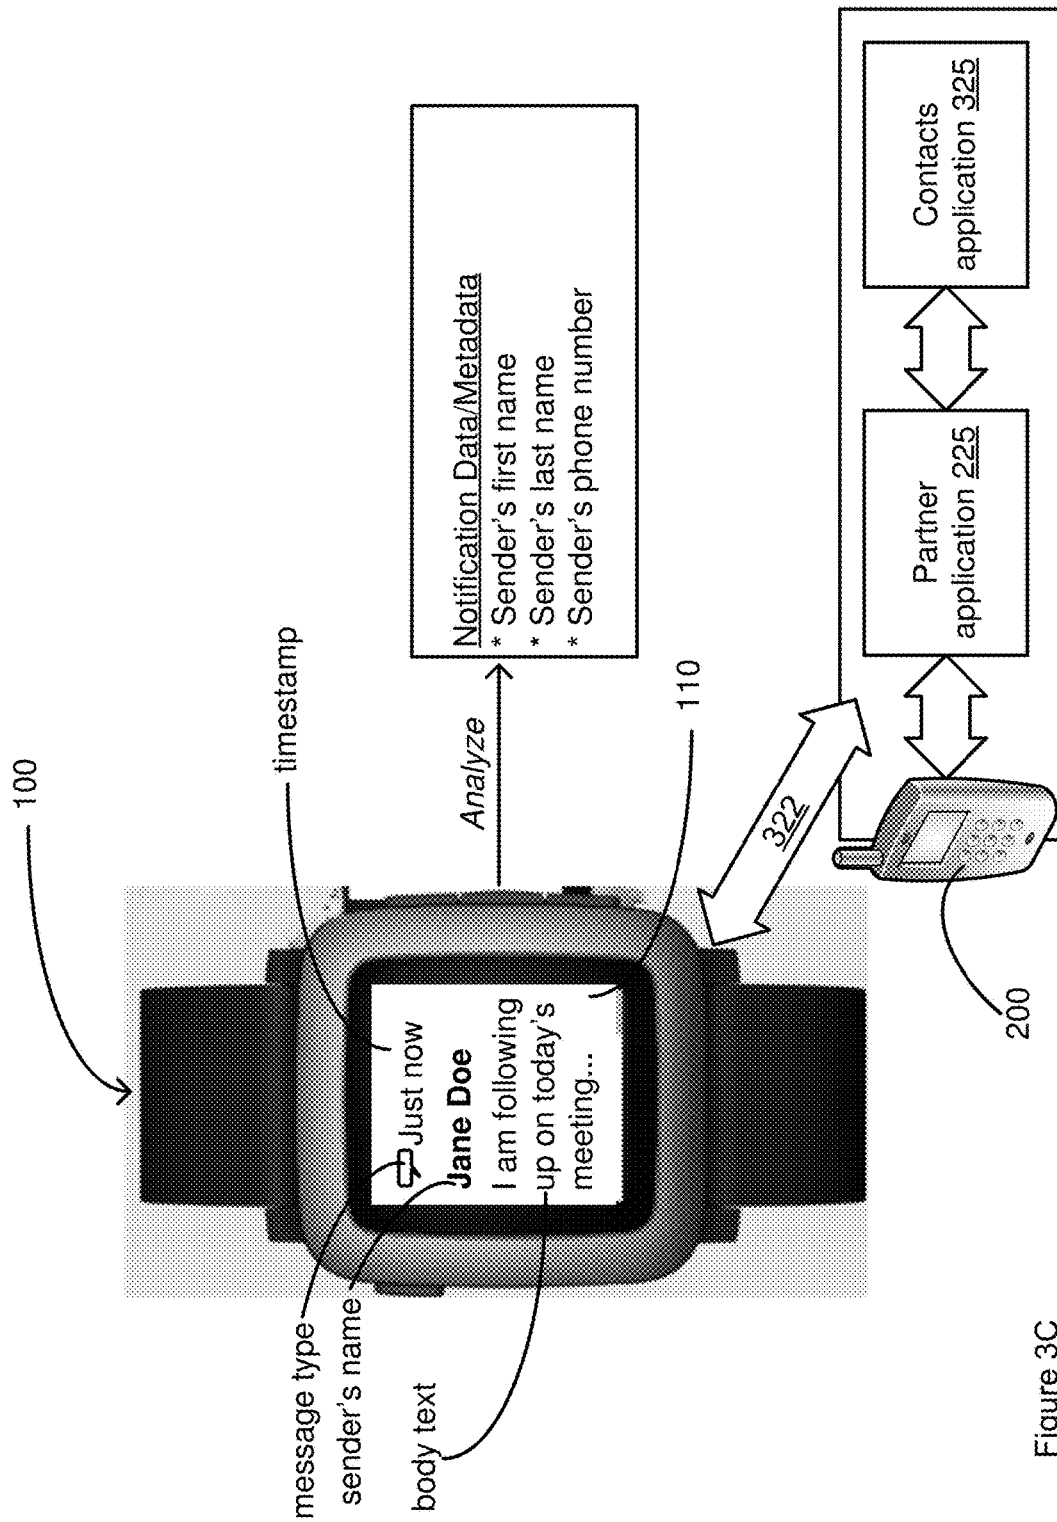 100
timestamp
message type
sender's name
body text
Just now
Jane Doe
I am following
up on today's
meeting...
110
Analyze
Notification Data/Metadata
* Sender's first name
* Sender's last name
* Sender's phone number
322
200
Partner
application 225
Contacts
application 325
Figure 3C